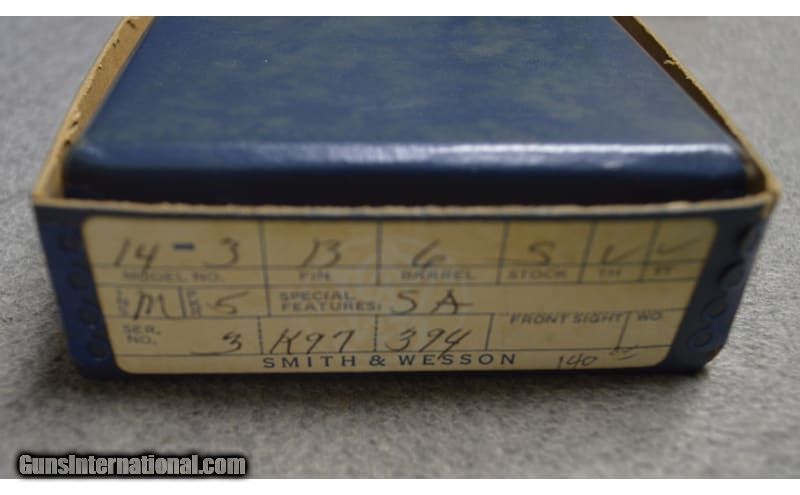 14-3 B 6 S ✓ ✓
MODEL NO. FIN. BARREL STOCK TH
M 5 SPECIAL FEATURES: SA
SER. NO. 3 K97 394 FRONT SIGHT WO
SMITH & WESSON 140
GunsInternational.com